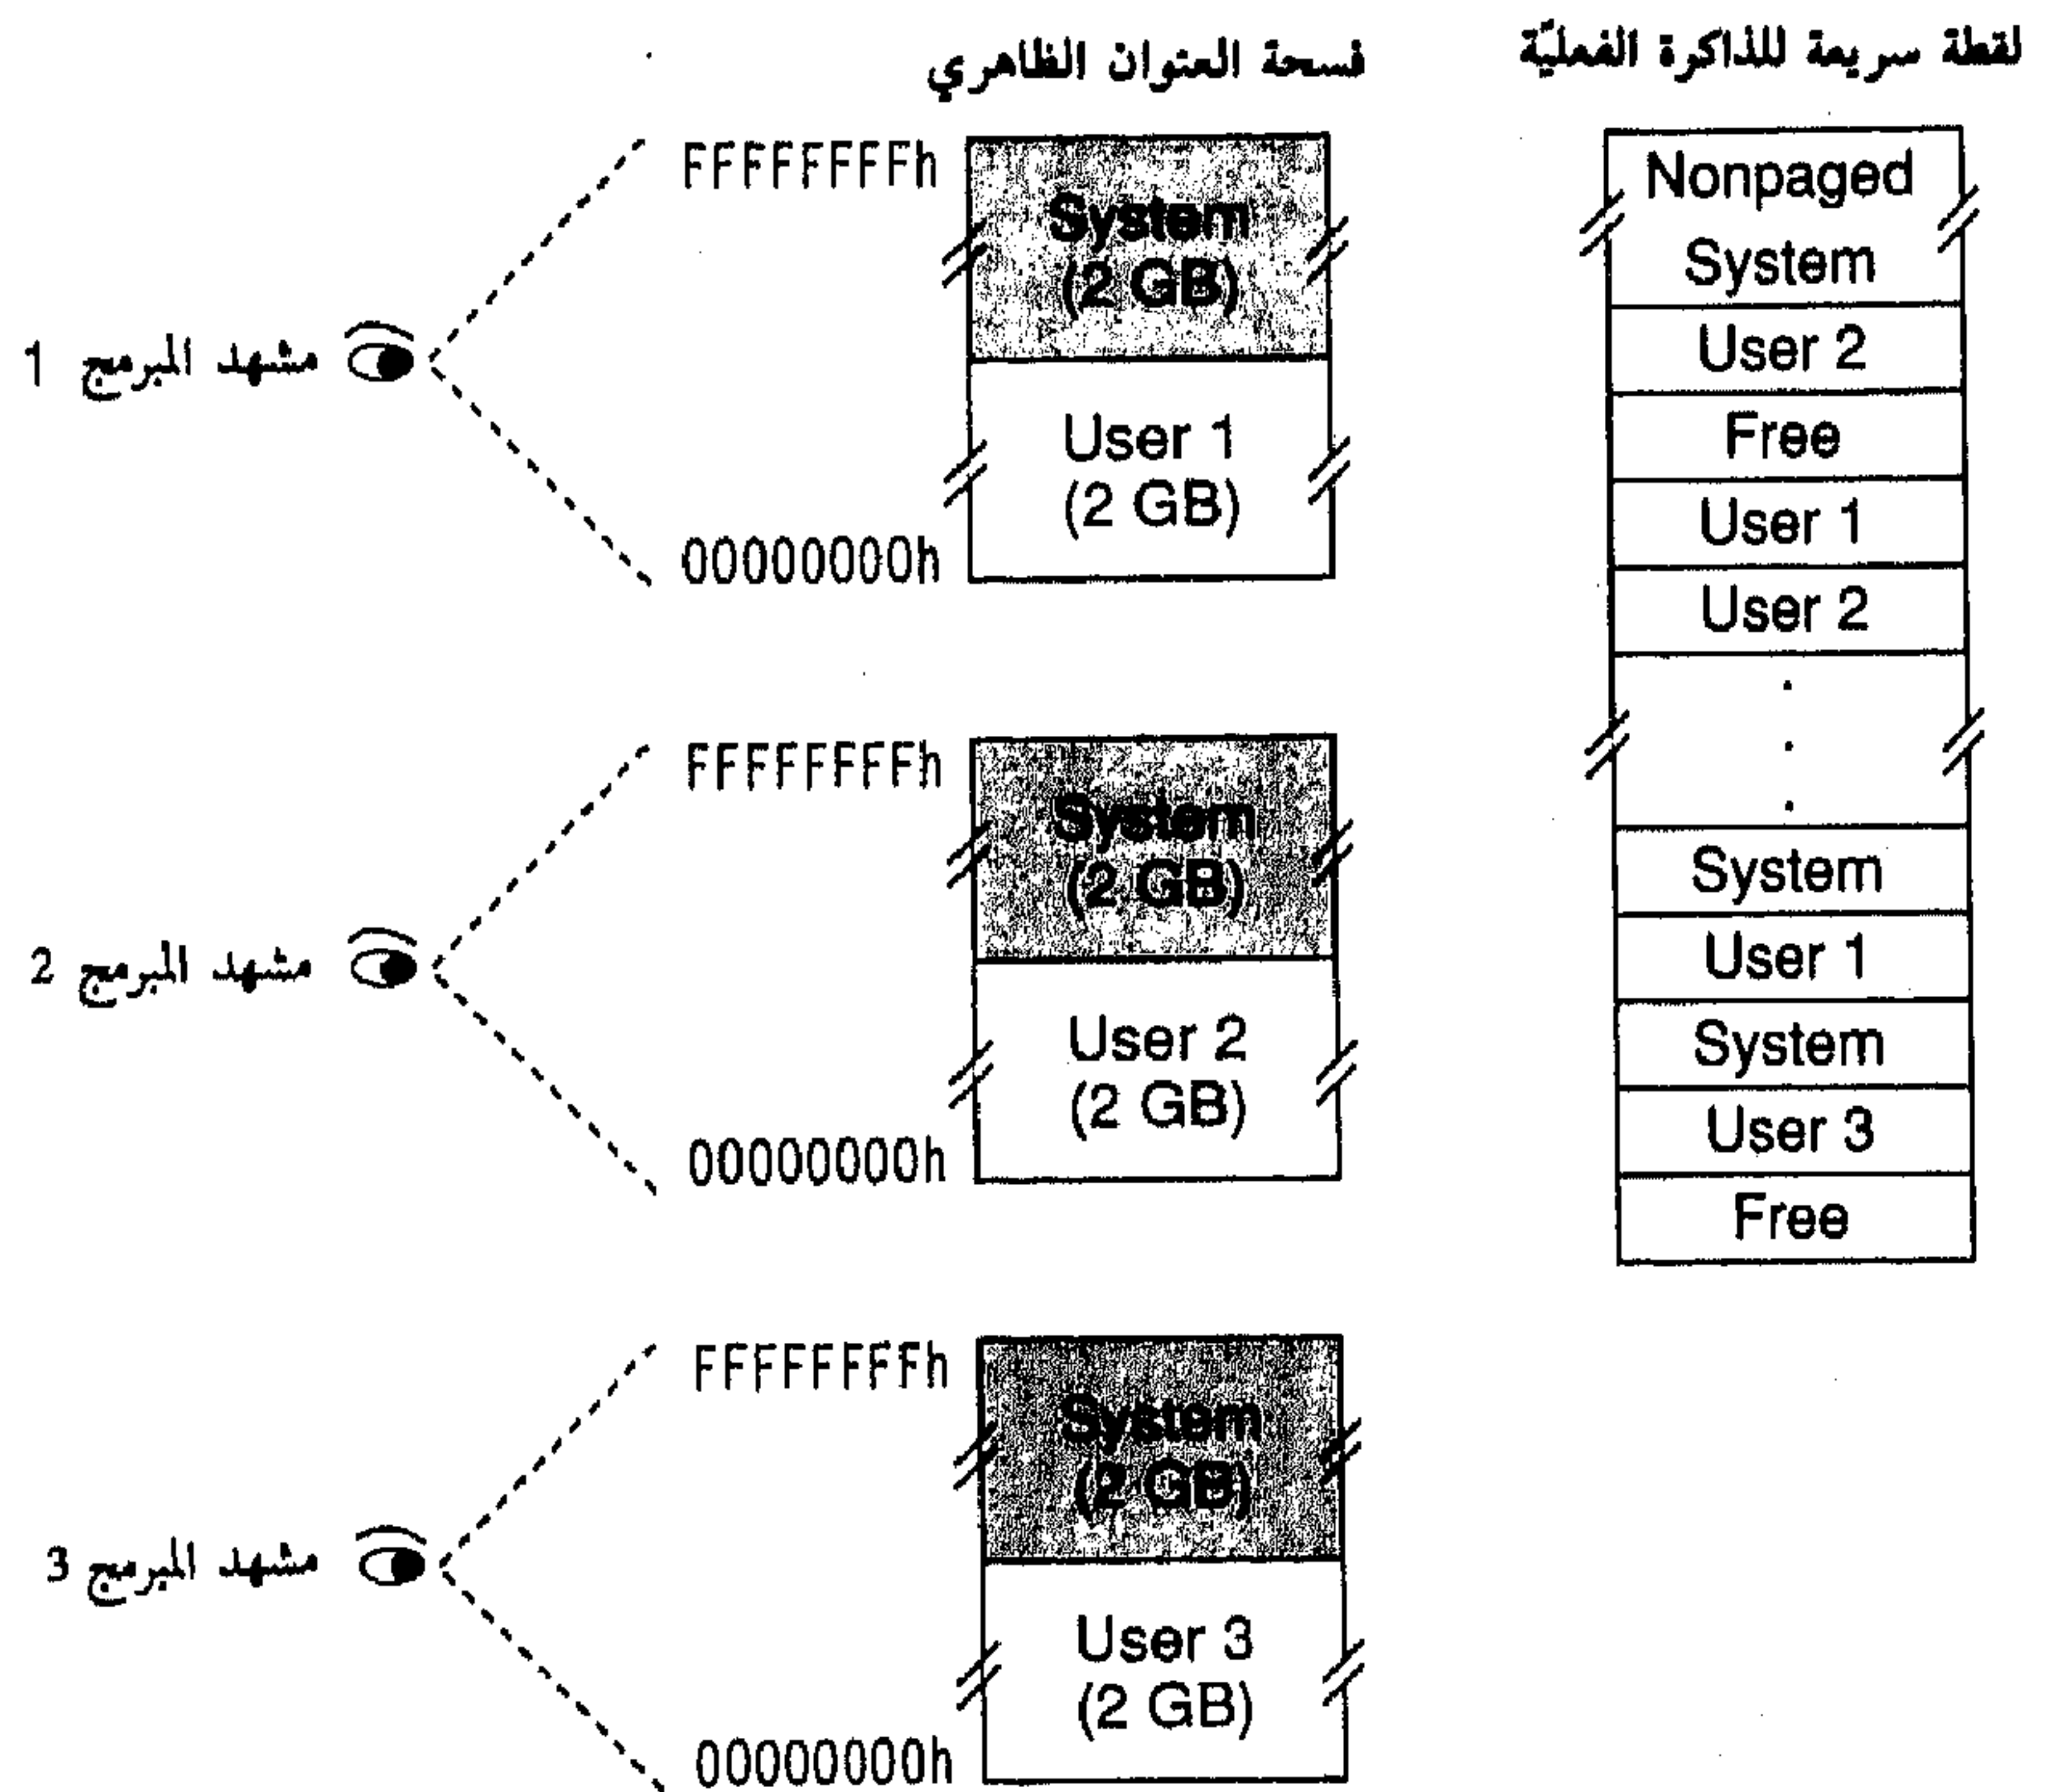 فسحة العنوان الظاهري
لقطة سريعة للذاكرة الفعليّة
مشهد المبرمج 1
FFFFFFFFh
System
(2 GB)
User 1
(2 GB)
00000000h
مشهد المبرمج 2
FFFFFFFFh
System
(2 GB)
User 2
(2 GB)
00000000h
مشهد المبرمج 3
FFFFFFFFh
System
(2 GB)
User 3
(2 GB)
00000000h
Nonpaged
System
User 2
Free
User 1
User 2
.
.
.
System
User 1
System
User 3
Free